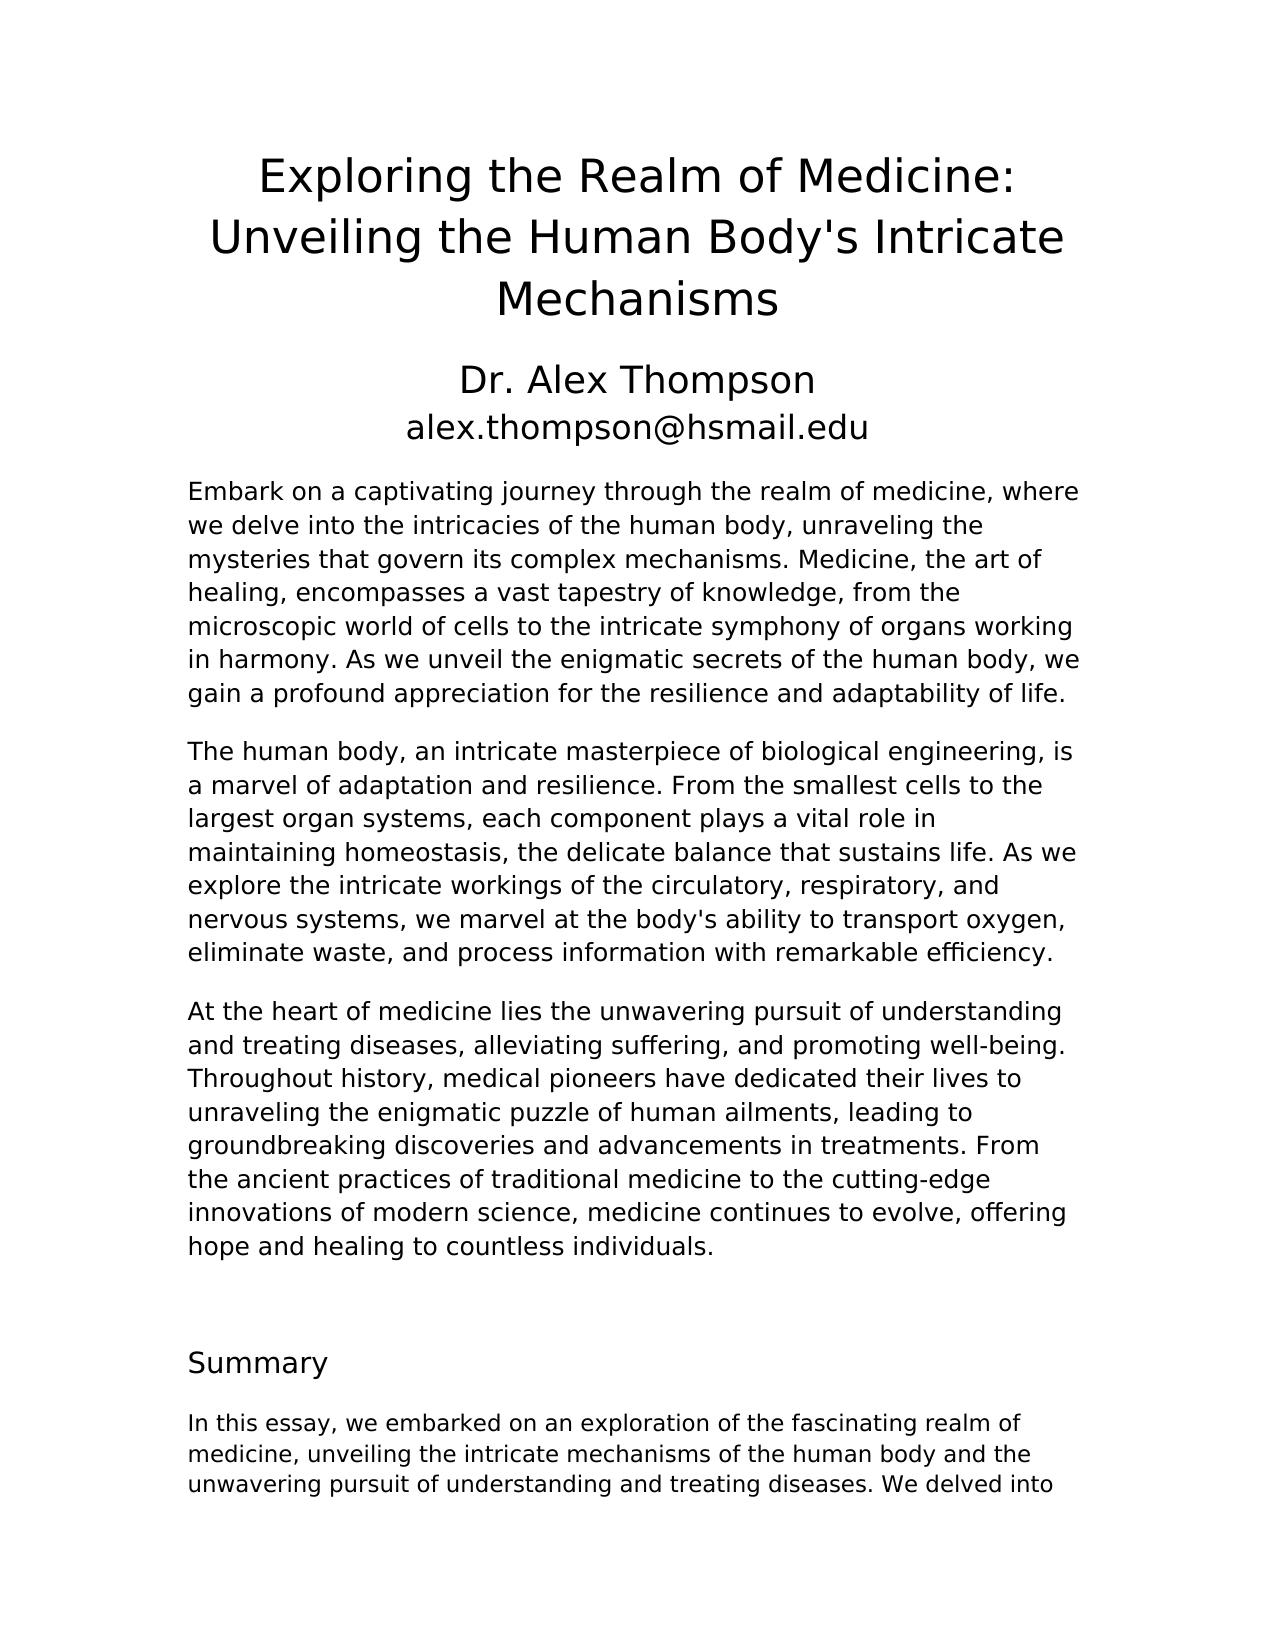 Exploring the Realm of Medicine:
Unveiling the Human Body's Intricate
Mechanisms
Dr. Alex Thompson
alex.thompson@hsmail.edu
Embark on a captivating journey through the realm of medicine, where
we delve into the intricacies of the human body, unraveling the
mysteries that govern its complex mechanisms. Medicine, the art of
healing, encompasses a vast tapestry of knowledge, from the
microscopic world of cells to the intricate symphony of organs working
in harmony. As we unveil the enigmatic secrets of the human body, we
gain a profound appreciation for the resilience and adaptability of life.
The human body, an intricate masterpiece of biological engineering, is
a marvel of adaptation and resilience. From the smallest cells to the
largest organ systems, each component plays a vital role in
maintaining homeostasis, the delicate balance that sustains life. As we
explore the intricate workings of the circulatory, respiratory, and
nervous systems, we marvel at the body's ability to transport oxygen,
eliminate waste, and process information with remarkable efficiency.
At the heart of medicine lies the unwavering pursuit of understanding
and treating diseases, alleviating suffering, and promoting well-being.
Throughout history, medical pioneers have dedicated their lives to
unraveling the enigmatic puzzle of human ailments, leading to
groundbreaking discoveries and advancements in treatments. From
the ancient practices of traditional medicine to the cutting-edge
innovations of modern science, medicine continues to evolve, offering
hope and healing to countless individuals.
Summary
In this essay, we embarked on an exploration of the fascinating realm of
medicine, unveiling the intricate mechanisms of the human body and the
unwavering pursuit of understanding and treating diseases. We delved into